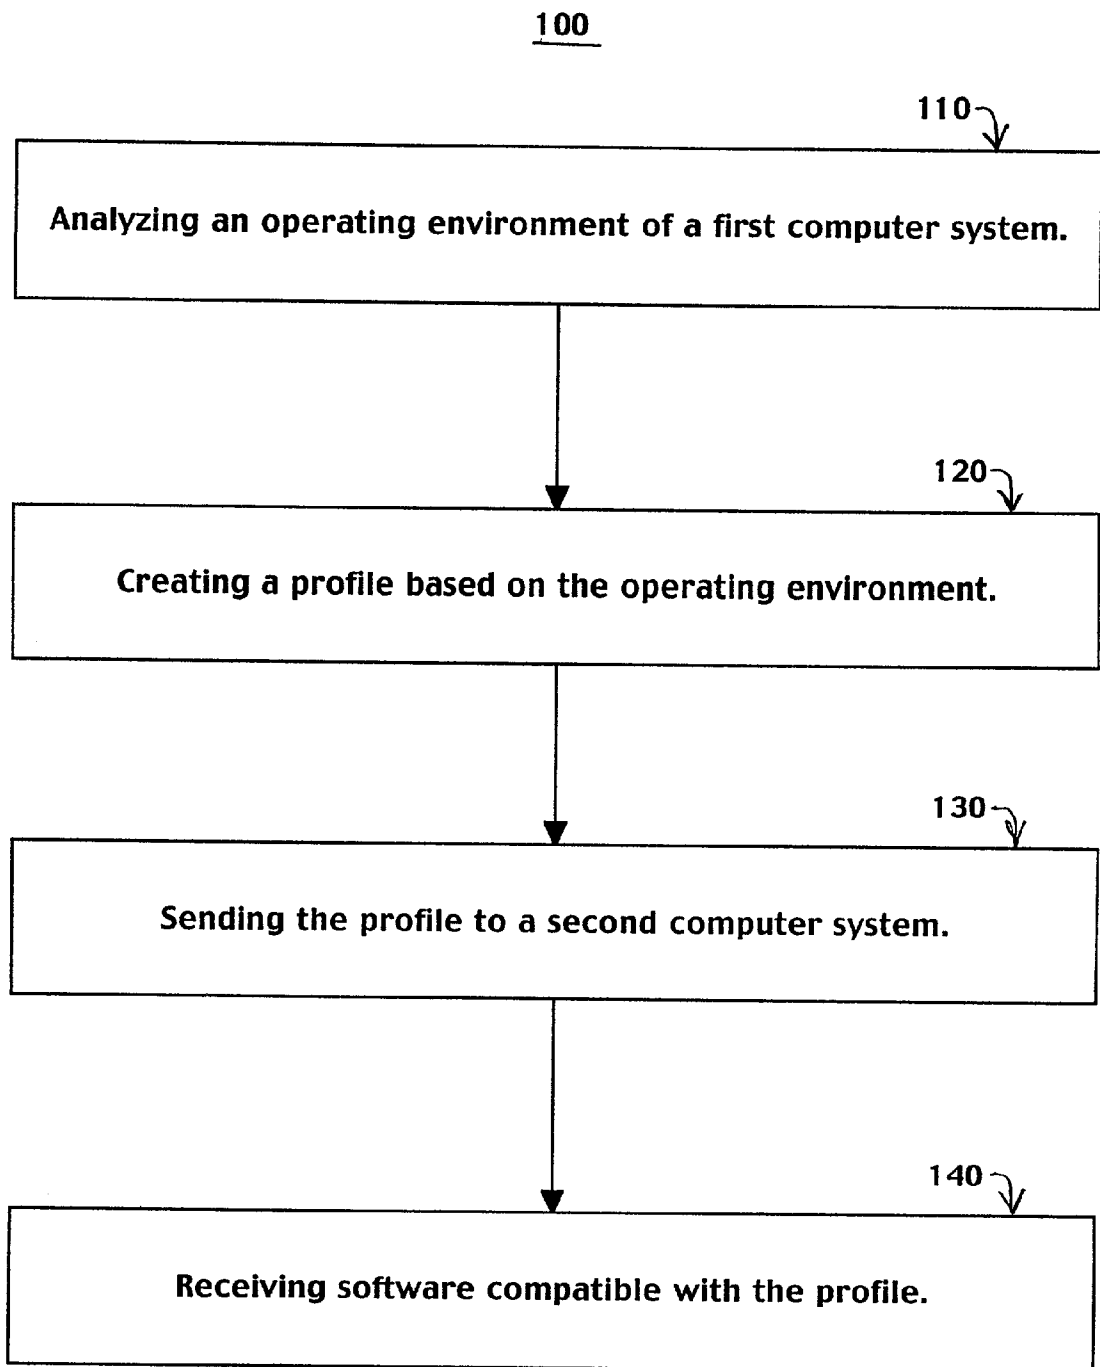 100
110
Analyzing an operating environment of a first computer system.
120
Creating a profile based on the operating environment.
130
Sending the profile to a second computer system.
140
Receiving software compatible with the profile.